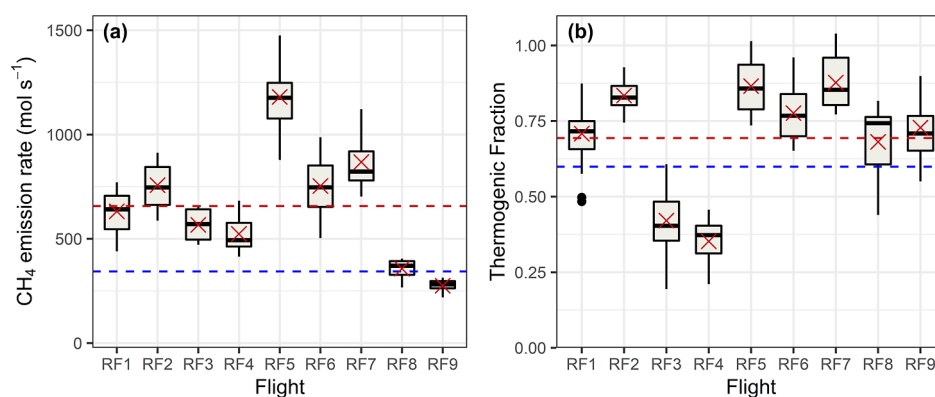 (a)
CH₄ emission rate (mol s⁻¹)
1500
1000
500
0
RF1 RF2 RF3 RF4 RF5 RF6 RF7 RF8 RF9
Flight
(b)
Thermogenic Fraction
1.00
0.75
0.50
0.25
0.00
RF1 RF2 RF3 RF4 RF5 RF6 RF7 RF8 RF9
Flight